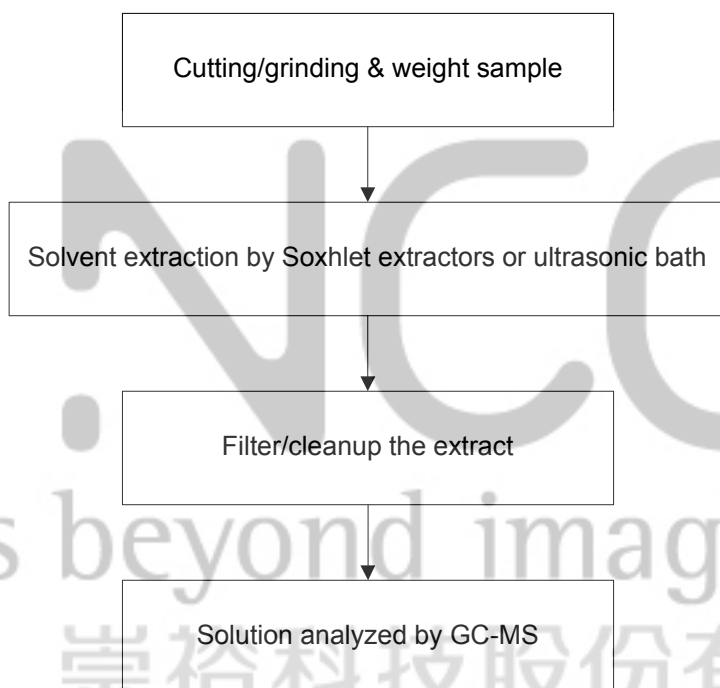 Cutting/grinding & weight sample
NCO
Solvent extraction by Soxhlet extractors or ultrasonic bath
Filter/cleanup the extract
s beyond imag
Solution analyzed by GC-MS
崇裕科技股份有